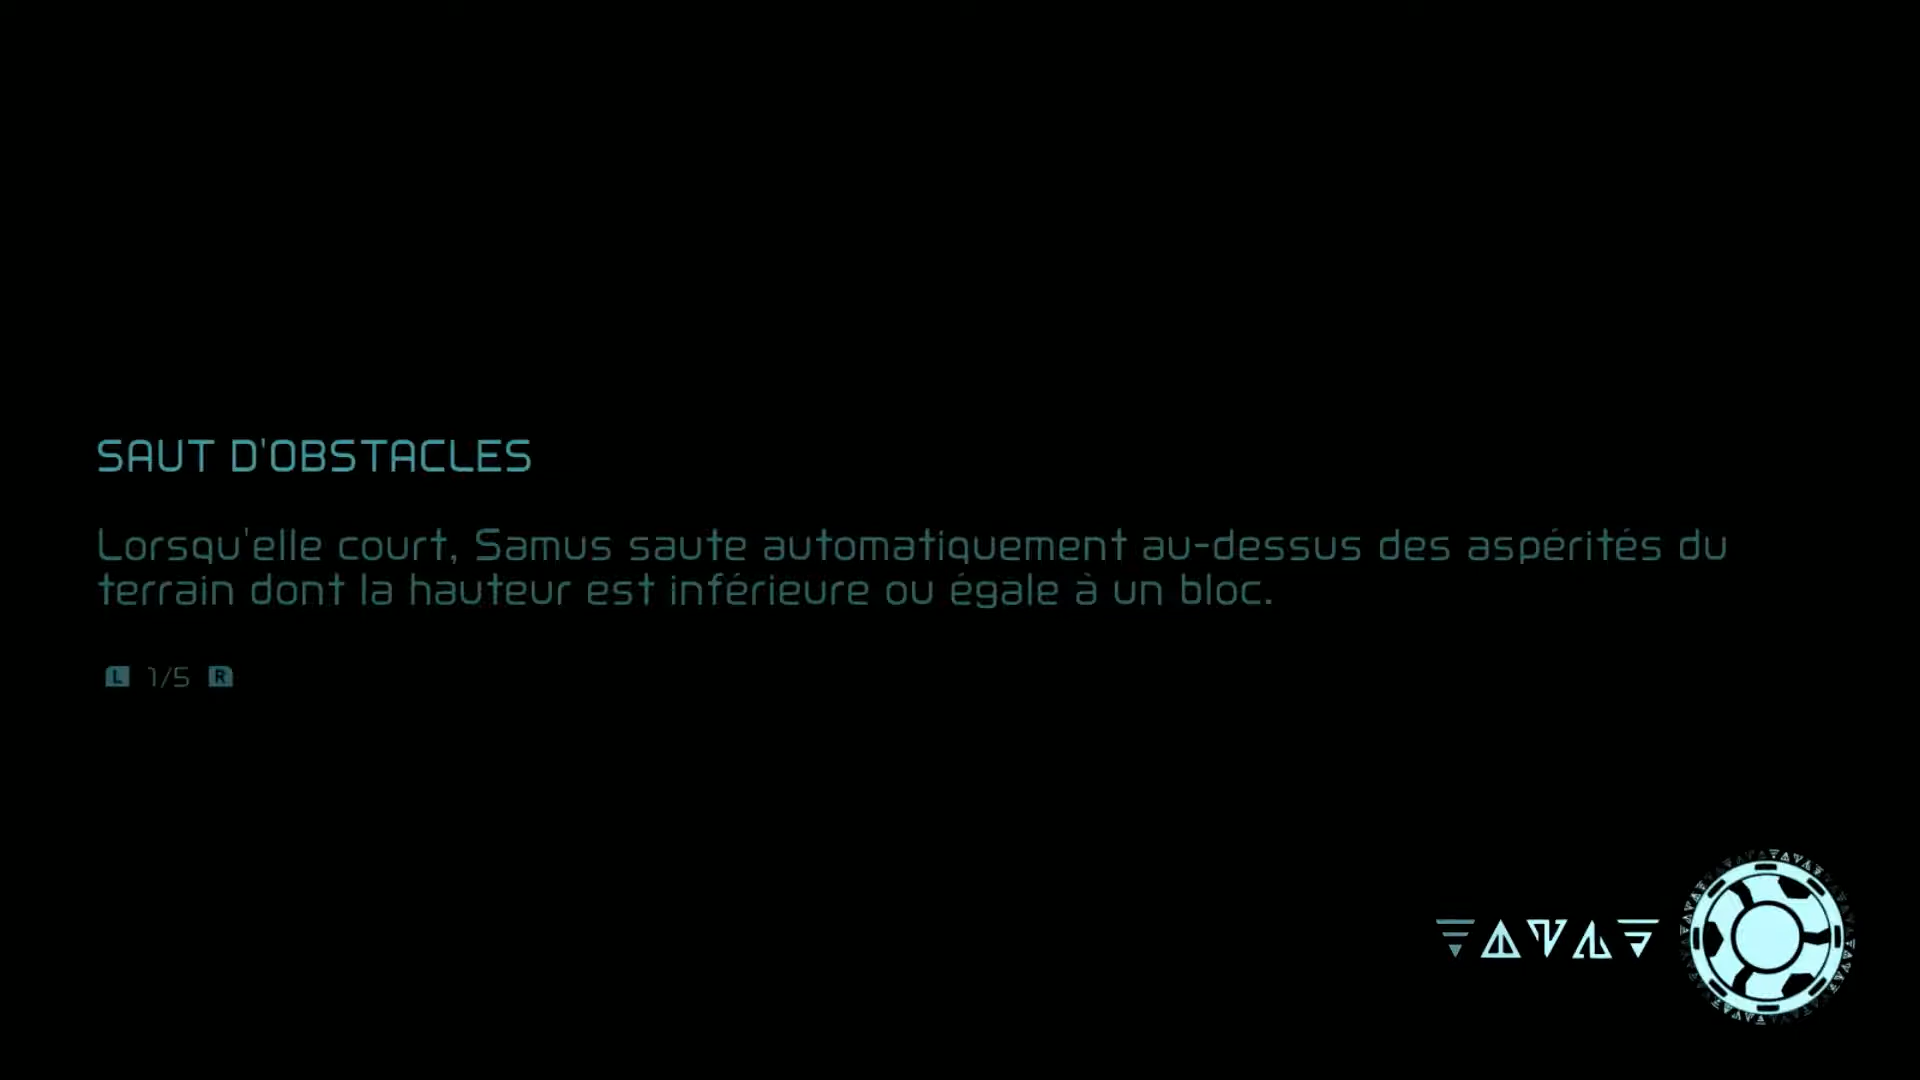 SAUT D'OBSTACLES
Lorsqu'elle court, Samus saute automatiquement au-dessus des aspérités du
terrain dont la hauteur est inférieure ou égale à un bloc.
L 1/5 R